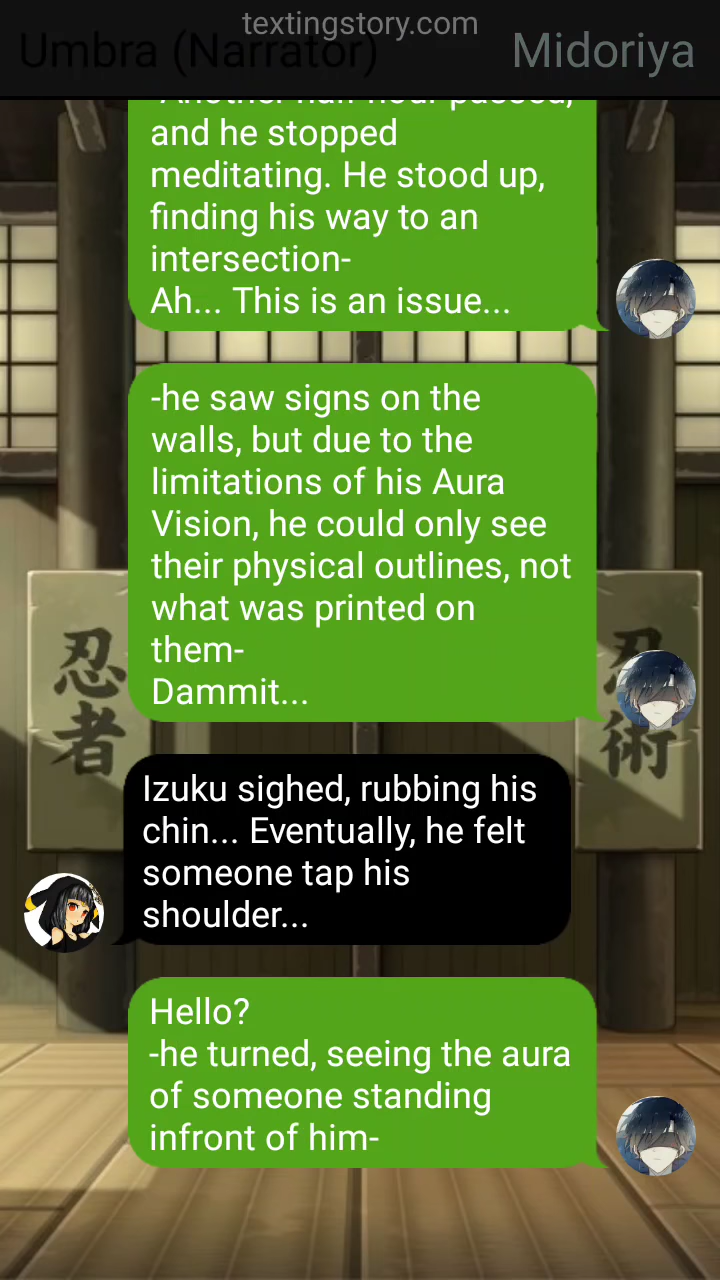 textingstory.com
Umbra (Narrator)
Midoriya
and he stopped
meditating. He stood up,
finding his way to an
intersection-
Ah... This is an issue...
-he saw signs on the
walls, but due to the
limitations of his Aura
Vision, he could only see
their physical outlines, not
what was printed on
them-
Dammit...
忍者
忍術
Izuku sighed, rubbing his
chin... Eventually, he felt
someone tap his
shoulder...
Hello?
-he turned, seeing the aura
of someone standing
infront of him-